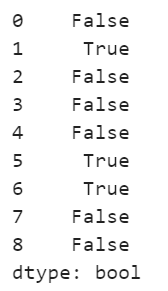 0    False
1     True
2    False
3    False
4    False
5     True
6     True
7    False
8    False
dtype: bool